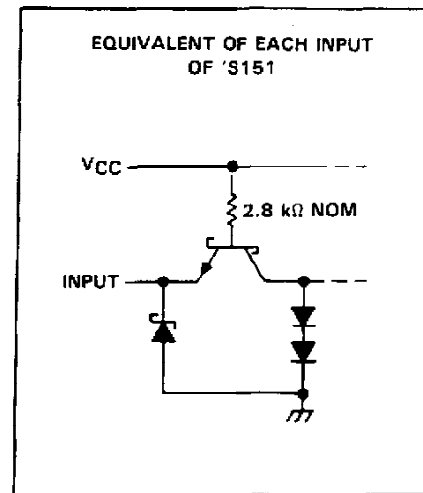 EQUIVALENT OF EACH INPUT
OF 'S151
VCC
2.8 kΩ NOM
INPUT